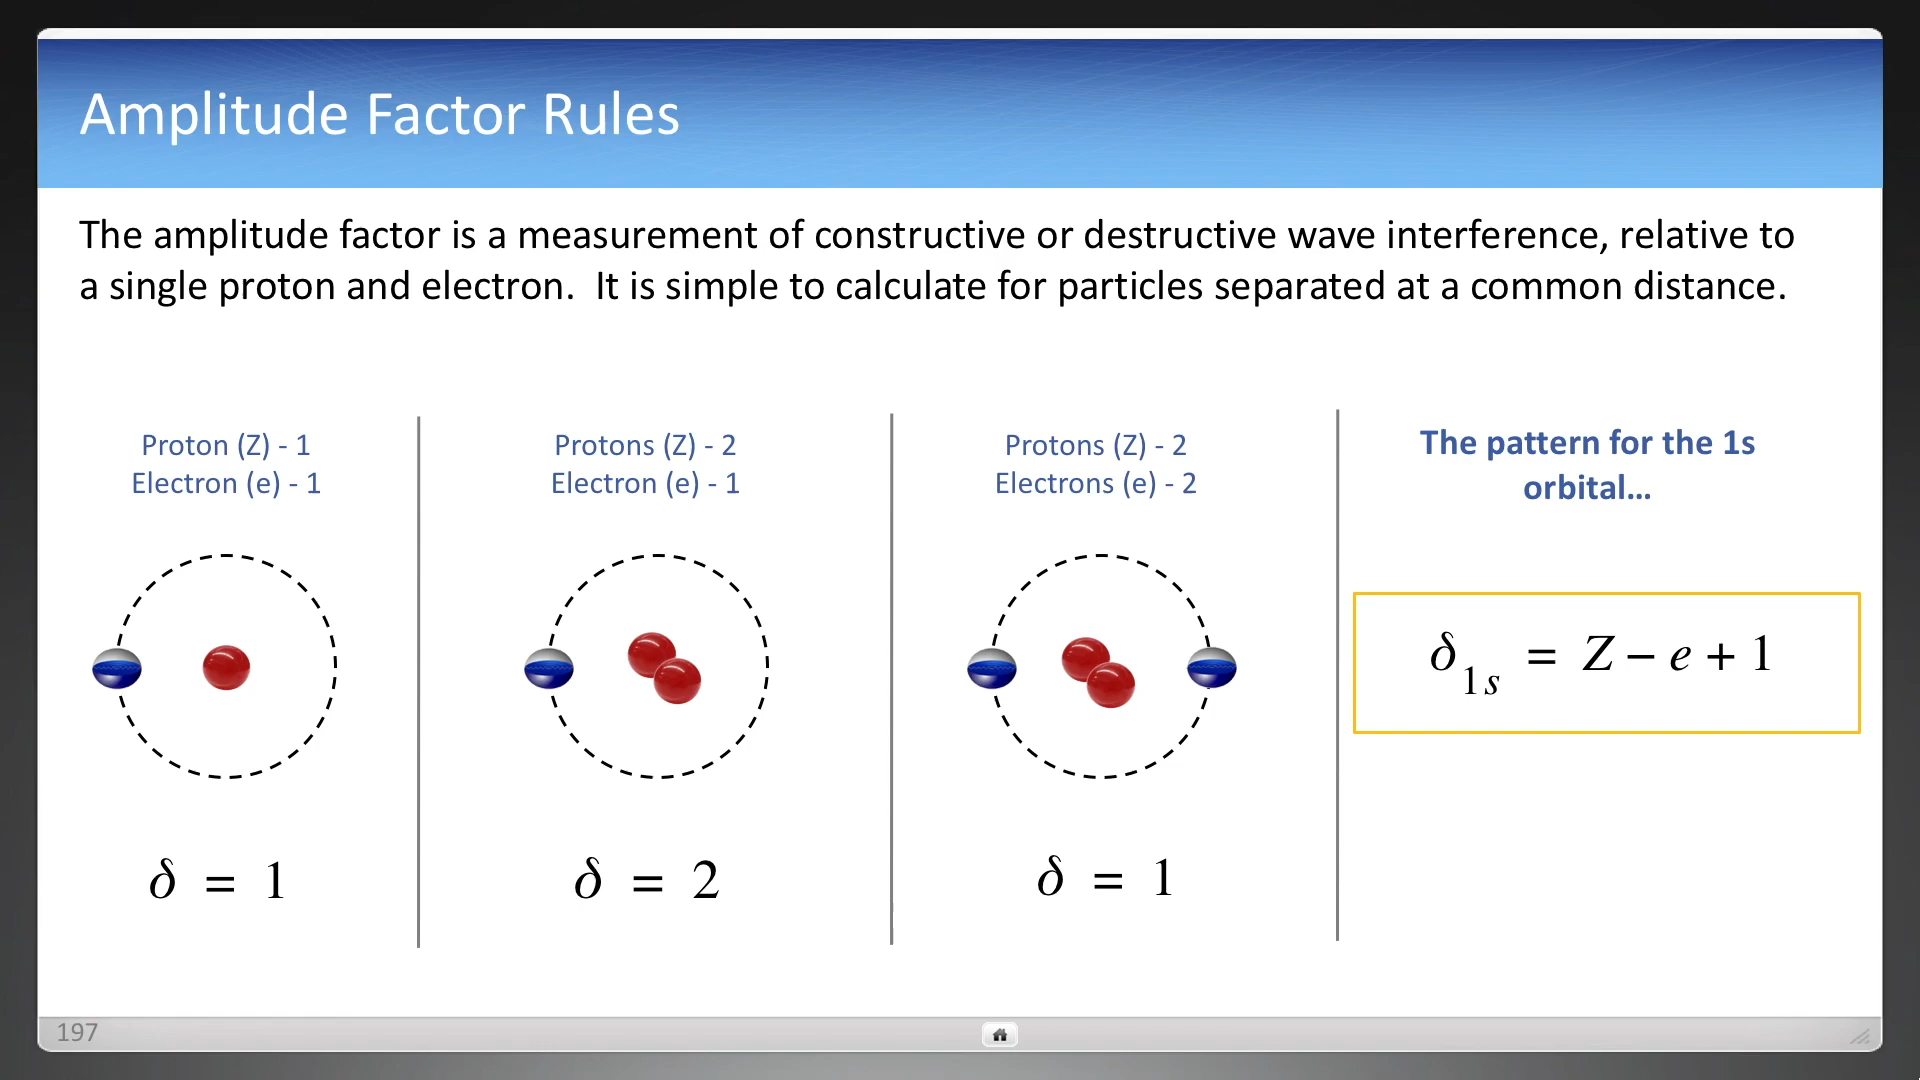 Amplitude Factor Rules
The amplitude factor is a measurement of constructive or destructive wave interference, relative to
a single proton and electron.  It is simple to calculate for particles separated at a common distance.
Proton (Z) - 1
Electron (e) - 1
δ = 1
Protons (Z) - 2
Electron (e) - 1
δ = 2
Protons (Z) - 2
Electrons (e) - 2
δ = 1
The pattern for the 1s
orbital…
δ₁ₛ = Z − e + 1
197